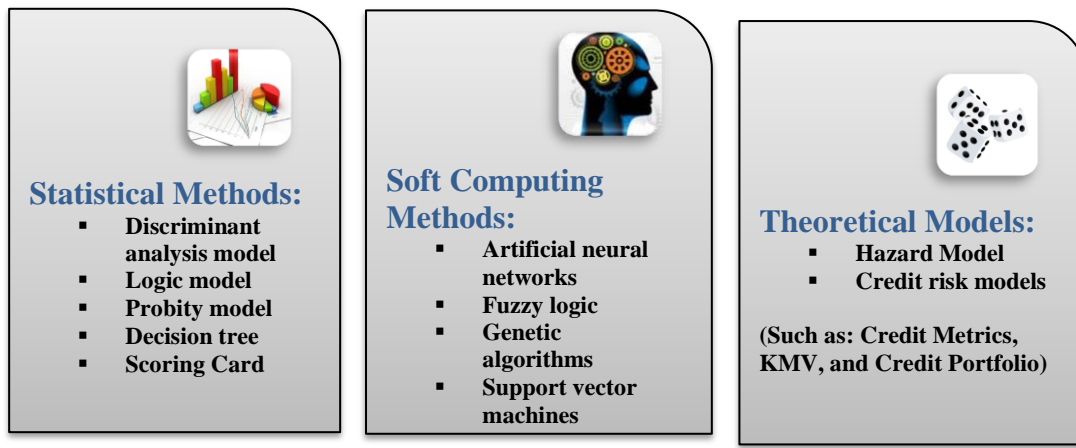 Statistical Methods:
▪ Discriminant
analysis model
▪ Logic model
▪ Probity model
▪ Decision tree
▪ Scoring Card
Soft Computing
Methods:
▪ Artificial neural
networks
▪ Fuzzy logic
▪ Genetic
algorithms
▪ Support vector
machines
Theoretical Models:
▪ Hazard Model
▪ Credit risk models
(Such as: Credit Metrics,
KMV, and Credit Portfolio)